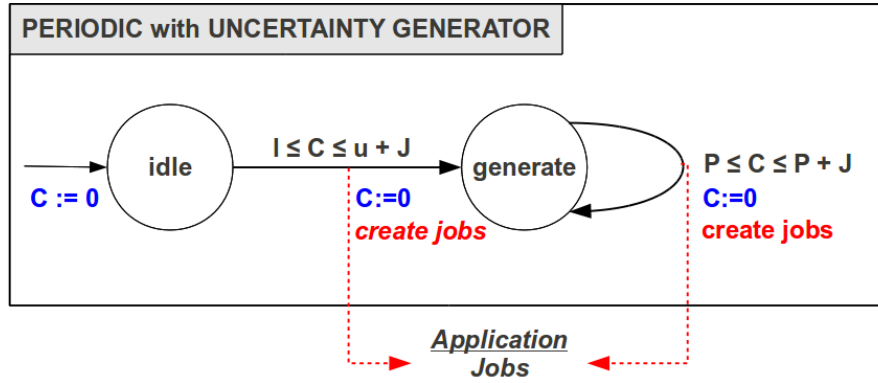 PERIODIC with UNCERTAINTY GENERATOR
I ≤ C ≤ u + J
idle
generate
P ≤ C ≤ P + J
C := 0
C:=0
C:=0
create jobs
create jobs
Application
Jobs